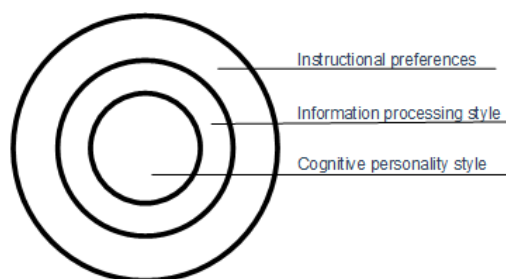 Instructional preferences
Information processing style
Cognitive personality style